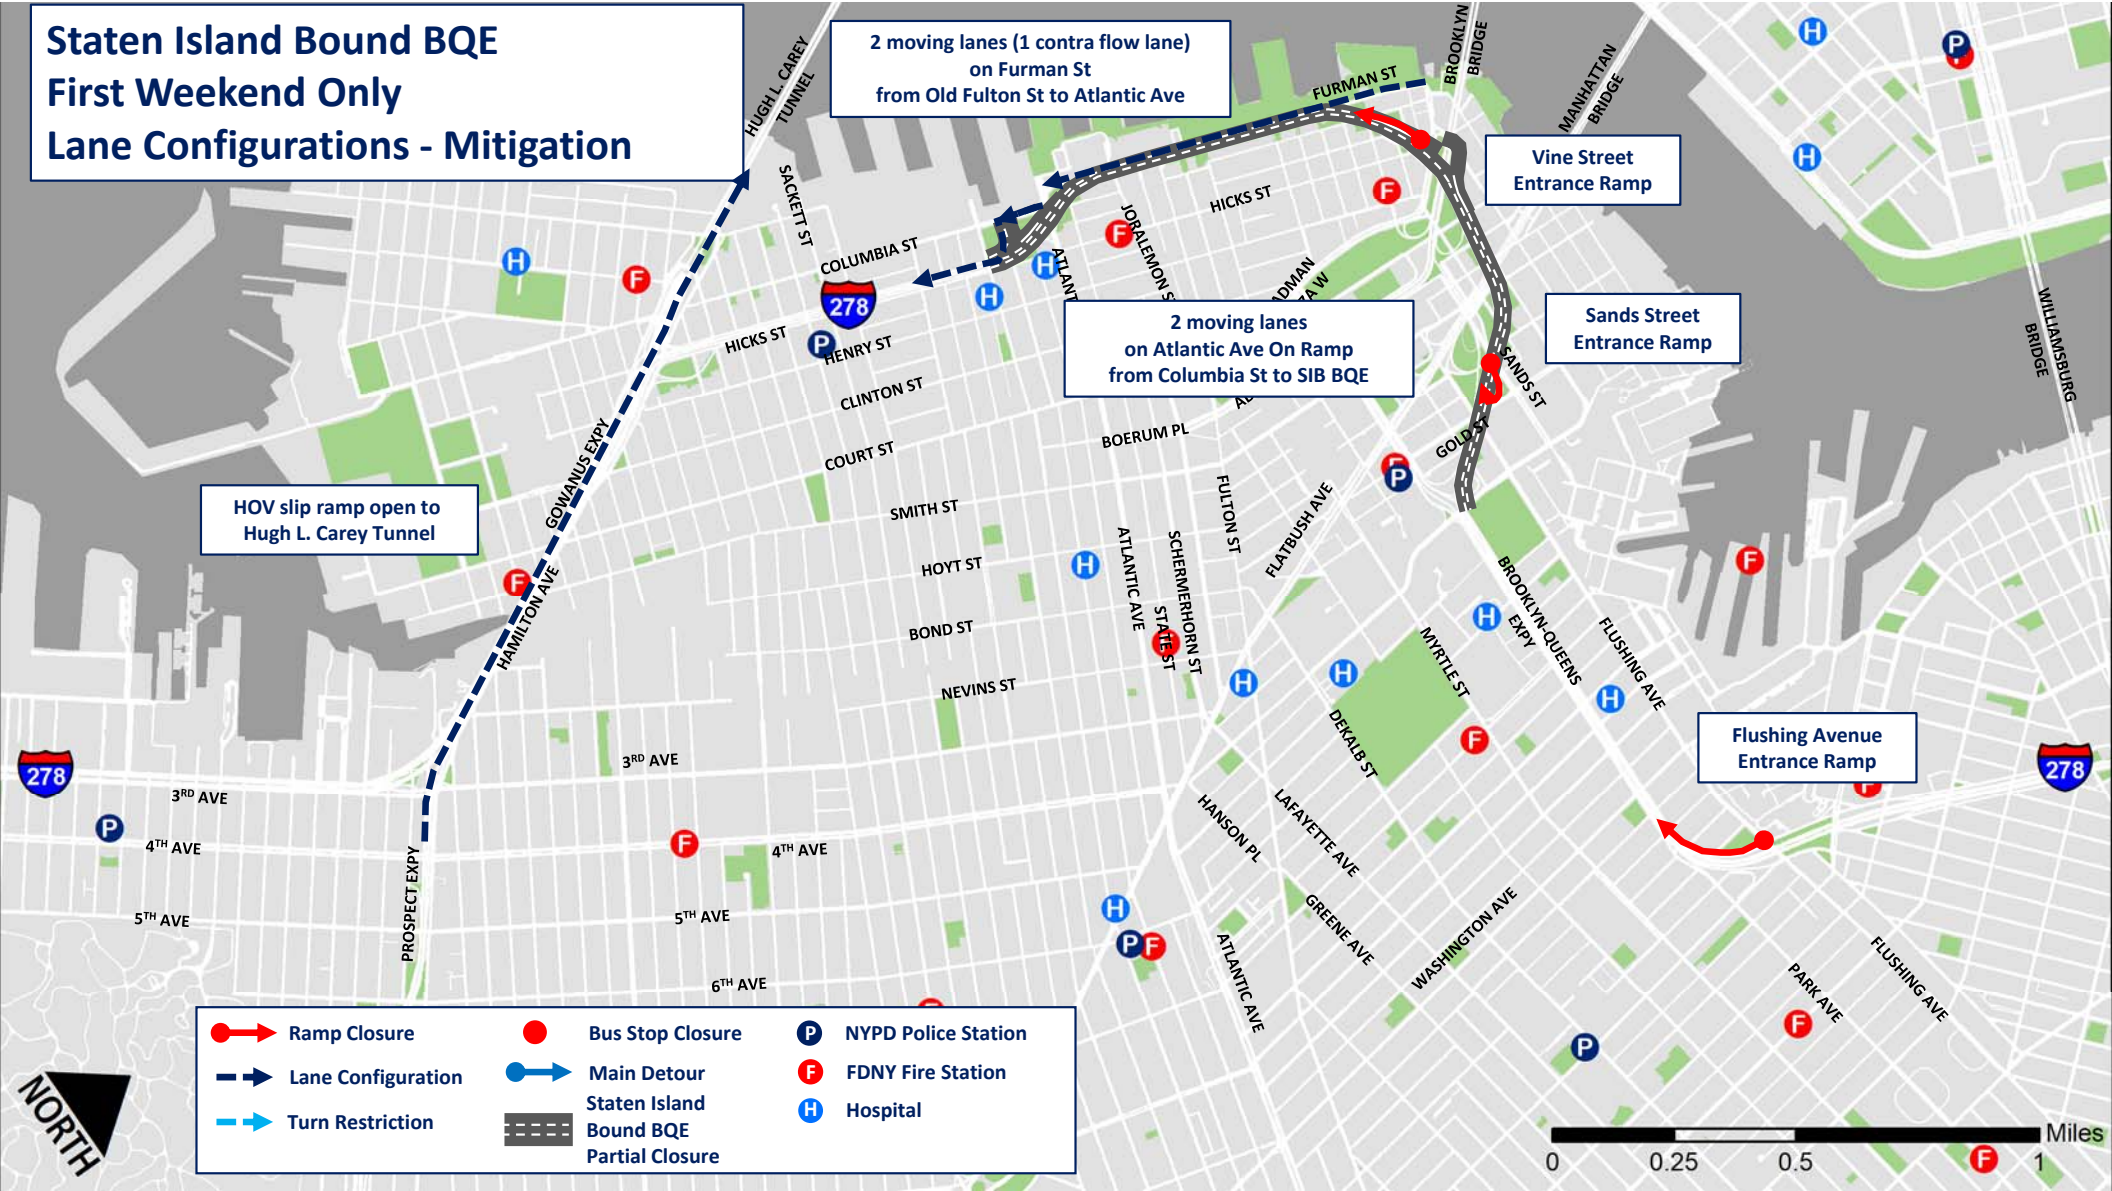 Staten Island Bound BQE
First Weekend Only
Lane Configurations - Mitigation
2 moving lanes (1 contra flow lane)
on Furman St
from Old Fulton St to Atlantic Ave
HUGH L. CAREY
TUNNEL
BROOKLYN
BRIDGE
MANHATTAN
BRIDGE
FURMAN ST
Vine Street
Entrance Ramp
H
P
H
F
SACKETT ST
HICKS ST
JORALEMON ST
COLUMBIA ST
278
HICKS ST
HENRY ST
CLINTON ST
COURT ST
2 moving lanes
on Atlantic Ave On Ramp
from Columbia St to SIB BQE
Sands Street
Entrance Ramp
SANDS ST
GOLD ST
WILLIAMSBURG
BRIDGE
BOERUM PL
SMITH ST
HOYT ST
BOND ST
NEVINS ST
FULTON ST
SCHERMERHORN ST
ATLANTIC AVE
STATE ST
FLATBUSH AVE
HOV slip ramp open to
Hugh L. Carey Tunnel
GOWANUS EXPY
HAMILTON AVE
BROOKLYN-QUEENS
EXPY
FLUSHING AVE
MYRTLE ST
DEKALB ST
Flushing Avenue
Entrance Ramp
278
278
3RD AVE
3RD AVE
4TH AVE
4TH AVE
5TH AVE
5TH AVE
6TH AVE
PROSPECT EXPY
HANSON PL
LAFAYETTE AVE
GREENE AVE
WASHINGTON AVE
ATLANTIC AVE
PARK AVE
FLUSHING AVE
Ramp Closure
Bus Stop Closure
P NYPD Police Station
Lane Configuration
Main Detour
F FDNY Fire Station
Turn Restriction
Staten Island
Bound BQE
Partial Closure
H Hospital
NORTH
Miles
0 0.25 0.5 1